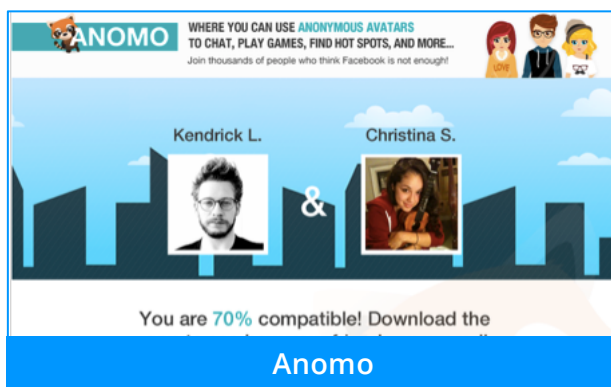 ANOMO
WHERE YOU CAN USE ANONYMOUS AVATARS
TO CHAT, PLAY GAMES, FIND HOT SPOTS, AND MORE...
Join thousands of people who think Facebook is not enough!
LOVE
Kendrick L.
Christina S.
&
You are 70% compatible! Download the
Anomo